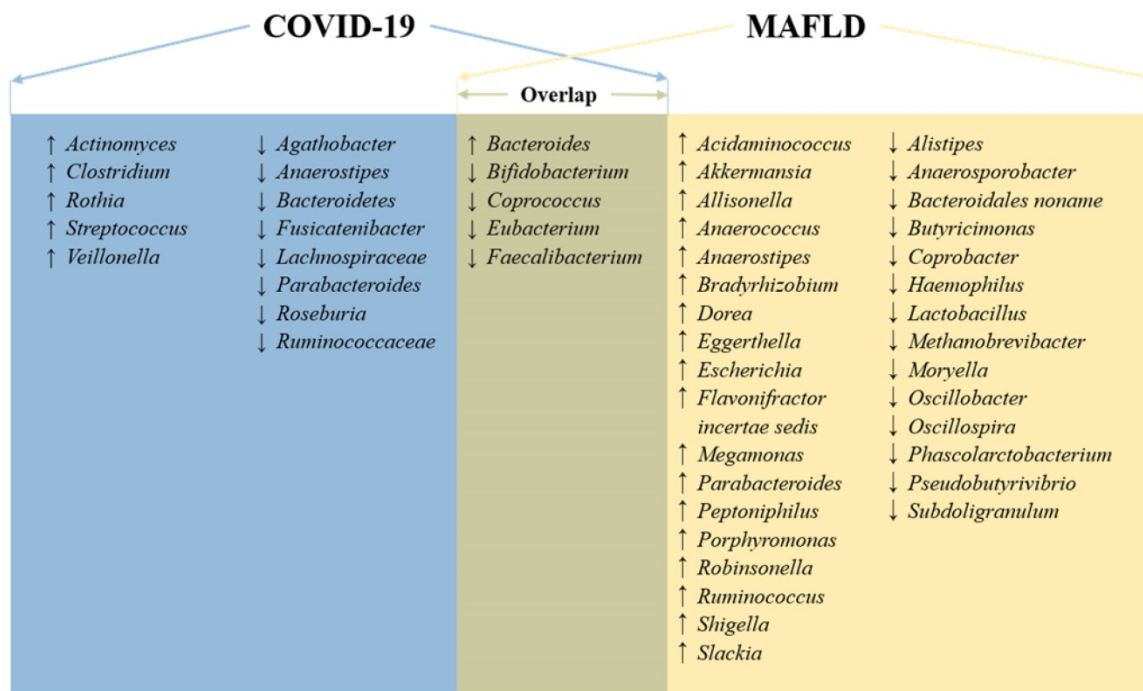 COVID-19
MAFLD
Overlap
↑ Actinomyces
↑ Clostridium
↑ Rothia
↑ Streptococcus
↑ Veillonella
↓ Agathobacter
↓ Anaerostipes
↓ Bacteroidetes
↓ Fusicatenibacter
↓ Lachnospiraceae
↓ Parabacteroides
↓ Roseburia
↓ Ruminococcaceae
↑ Bacteroides
↓ Bifidobacterium
↓ Coprococcus
↓ Eubacterium
↓ Faecalibacterium
↑ Acidaminococcus
↑ Akkermansia
↑ Allisonella
↑ Anaerococcus
↑ Anaerostipes
↑ Bradyrhizobium
↑ Dorea
↑ Eggerthella
↑ Escherichia
↑ Flavonifractor
incertae sedis
↑ Megamonas
↑ Parabacteroides
↑ Peptoniphilus
↑ Porphyromonas
↑ Robinsonella
↑ Ruminococcus
↑ Shigella
↑ Slackia
↓ Alistipes
↓ Anaerosporobacter
↓ Bacteroidales noname
↓ Butyricimonas
↓ Coprobacter
↓ Haemophilus
↓ Lactobacillus
↓ Methanobrevibacter
↓ Moryella
↓ Oscillobacter
↓ Oscillospira
↓ Phascolarctobacterium
↓ Pseudobutyrivibrio
↓ Subdoligranulum